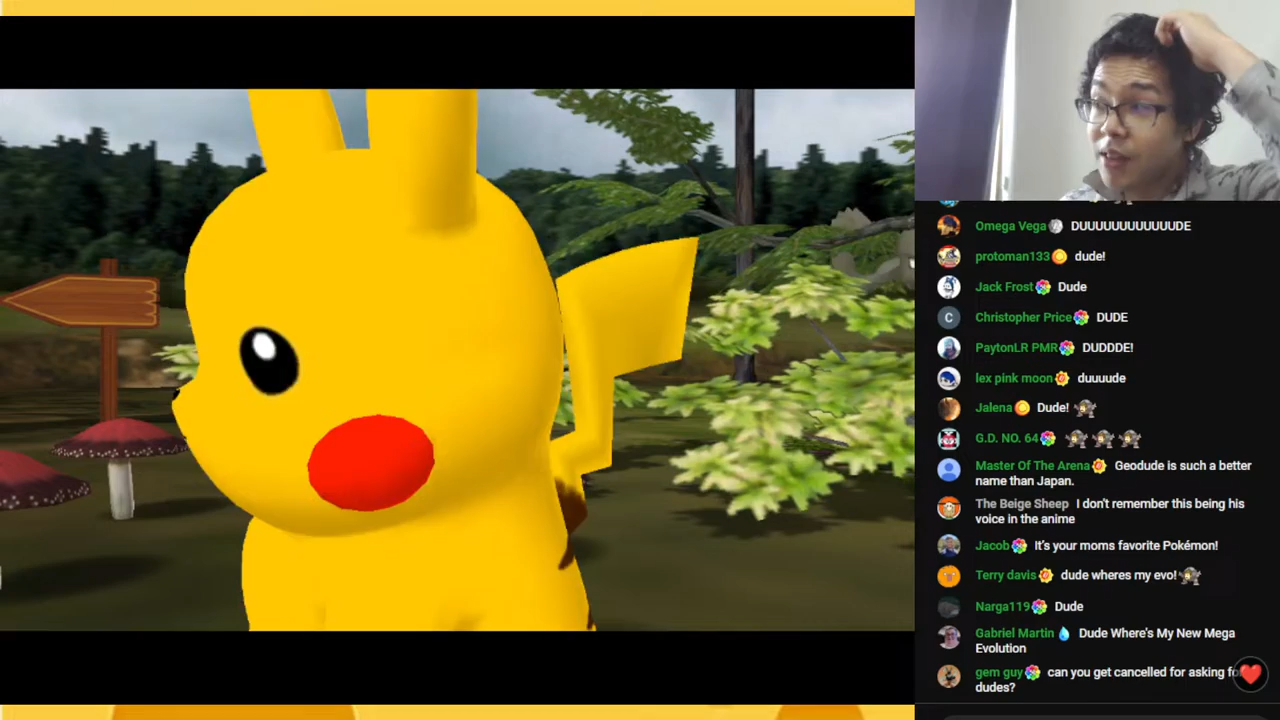 Omega Vega DUUUUUUUUUUUUDE
protoman133 dude!
Jack Frost Dude
C Christopher Price DUDE
PaytonLR PMR DUDDDE!
lex pink moon duuuude
Jalena Dude!
G.D. NO. 64
Master Of The Arena Geodude is such a better
name than Japan.
The Beige Sheep I don't remember this being his
voice in the anime
Jacob It's your moms favorite Pokémon!
Terry davis dude wheres my evo!
Narga119 Dude
Gabriel Martin Dude Where's My New Mega
Evolution
gem guy can you get cancelled for asking
dudes?